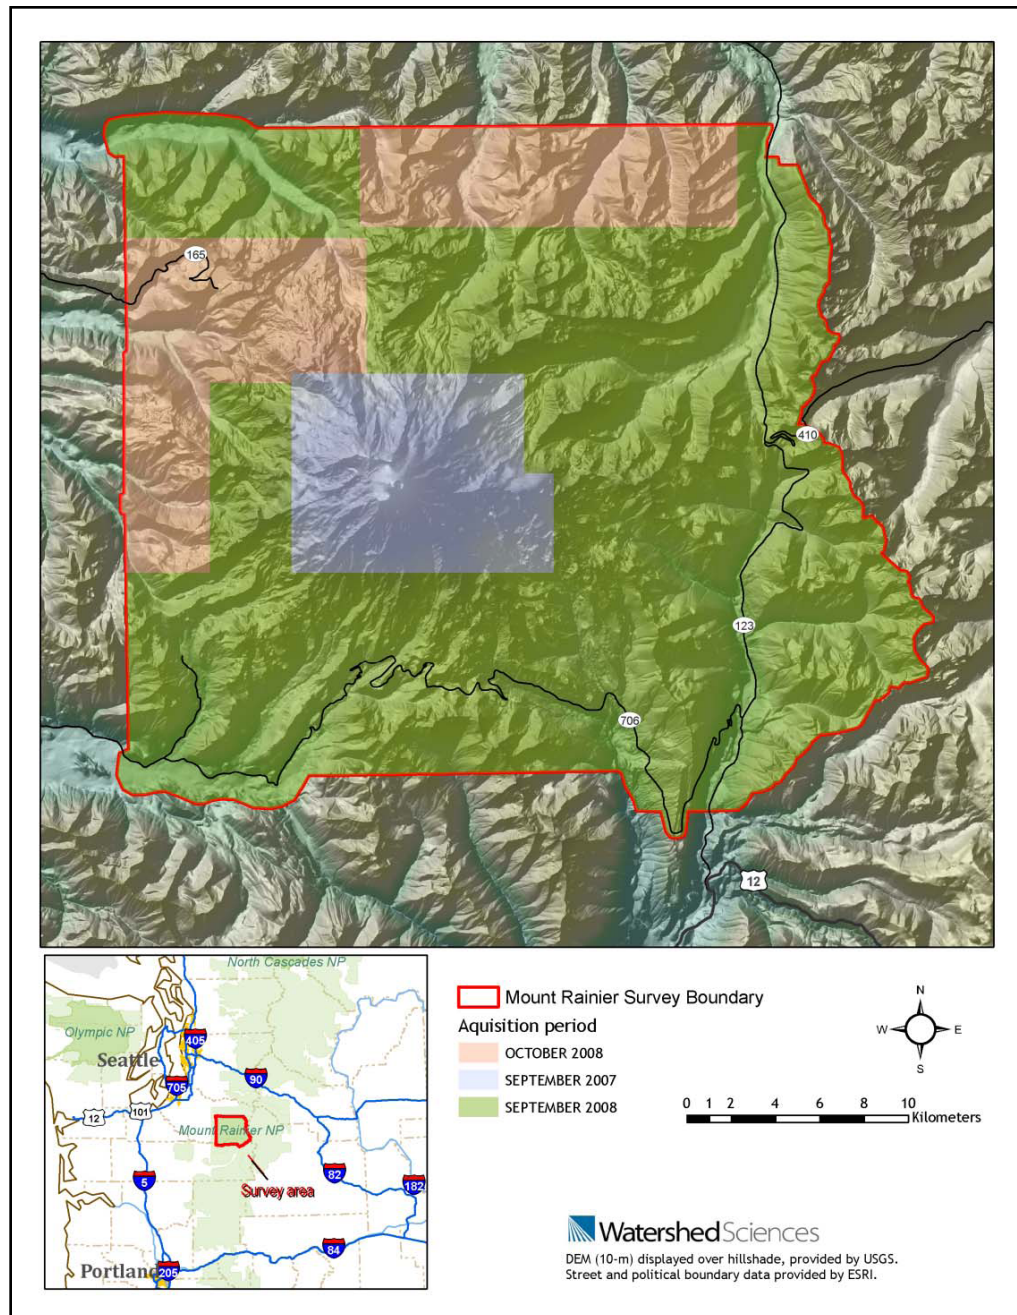 165
410
123
706
12
North Cascades NP
Olympic NP
405
Seattle
90
705
101
12
Mount Rainier NP
82
5
182
Survey area
84
Portland
205
Mount Rainier Survey Boundary
Aquisition period
OCTOBER 2008
SEPTEMBER 2007
SEPTEMBER 2008
N
W E
S
0 1 2 4 6 8 10
Kilometers
Watershed Sciences
DEM (10-m) displayed over hillshade, provided by USGS.
Street and political boundary data provided by ESRI.